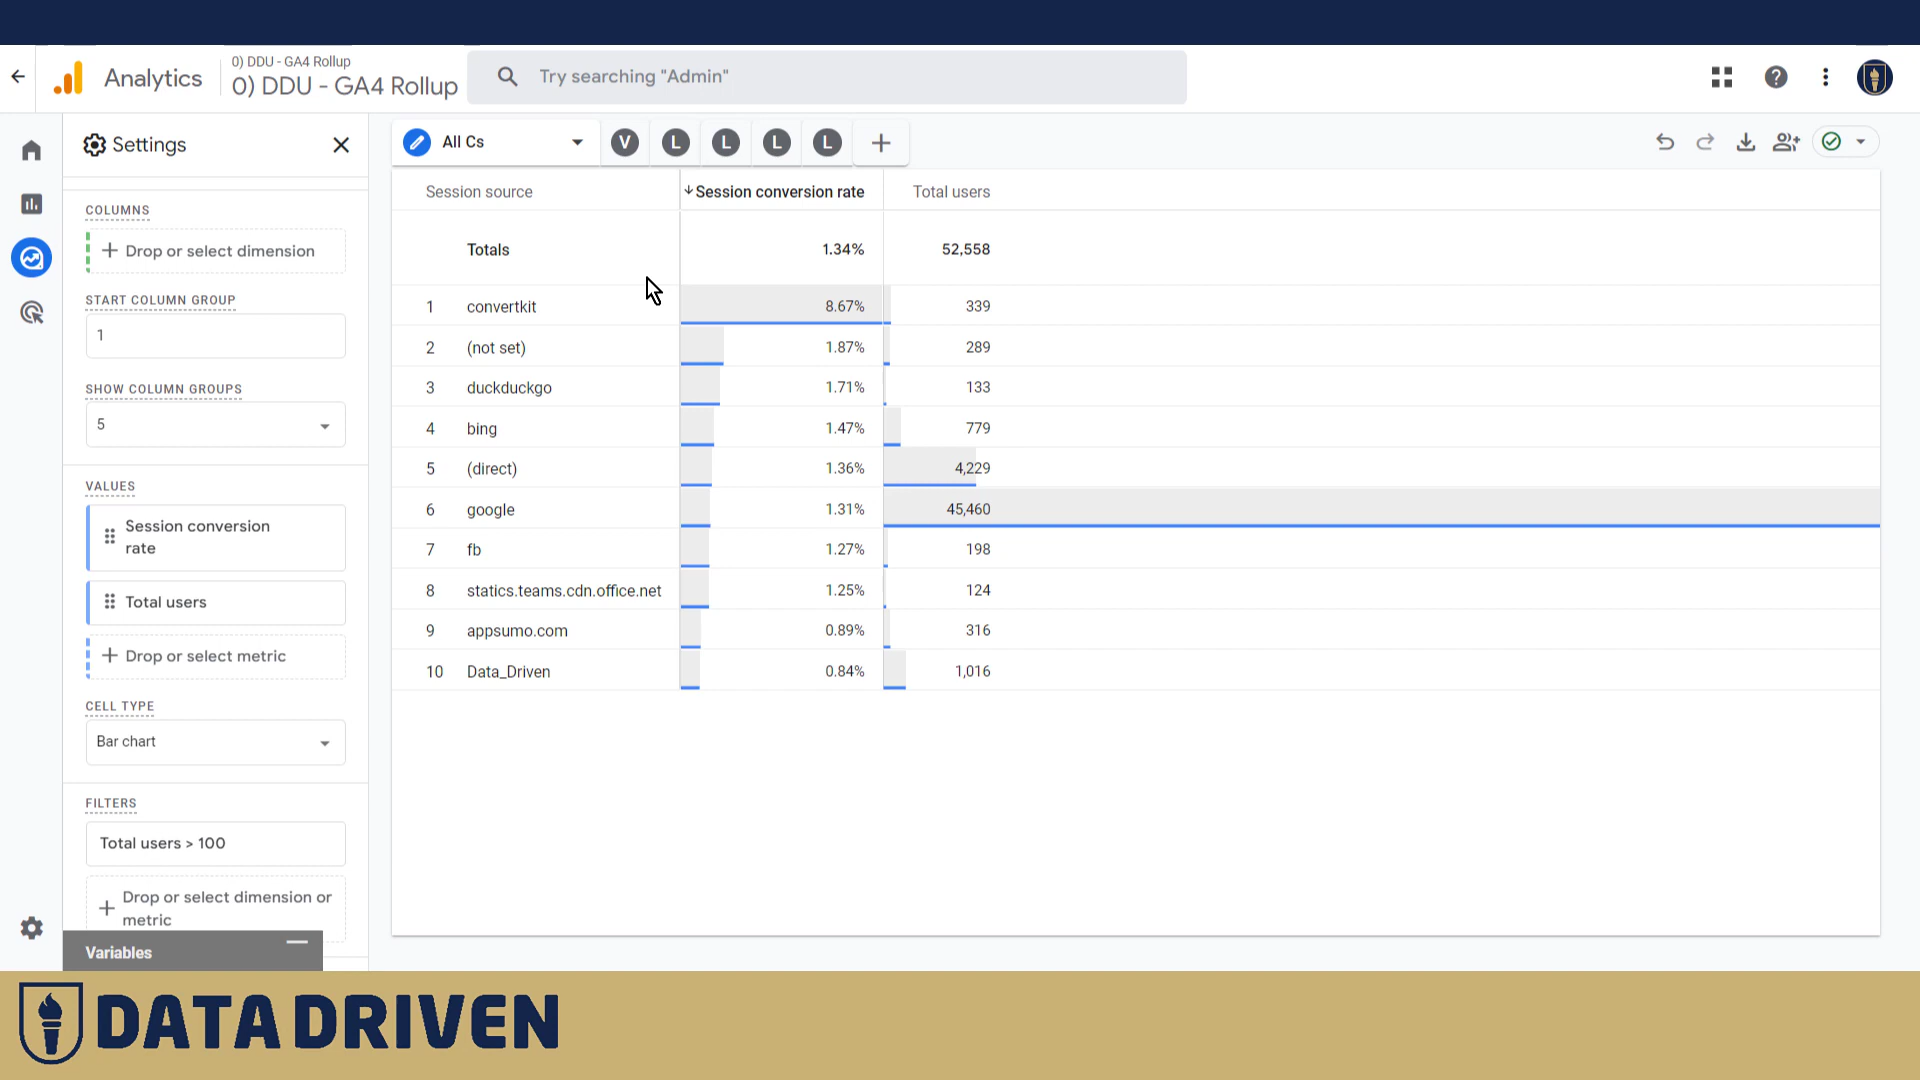 Analytics
0) DDU - GA4 Rollup
0) DDU - GA4 Rollup
Try searching "Admin"
Settings
COLUMNS
Drop or select dimension
START COLUMN GROUP
1
SHOW COLUMN GROUPS
5
VALUES
Session conversion
rate
Total users
Drop or select metric
CELL TYPE
Bar chart
FILTERS
Total users > 100
Drop or select dimension or
metric
Variables
All Cs V L L L L
Session source Session conversion rate Total users
Totals 1.34% 52,558
1 convertkit 8.67% 339
2 (not set) 1.87% 289
3 duckduckgo 1.71% 133
4 bing 1.47% 779
5 (direct) 1.36% 4,229
6 google 1.31% 45,460
7 fb 1.27% 198
8 statics.teams.cdn.office.net 1.25% 124
9 appsumo.com 0.89% 316
10 Data_Driven 0.84% 1,016
DATA DRIVEN